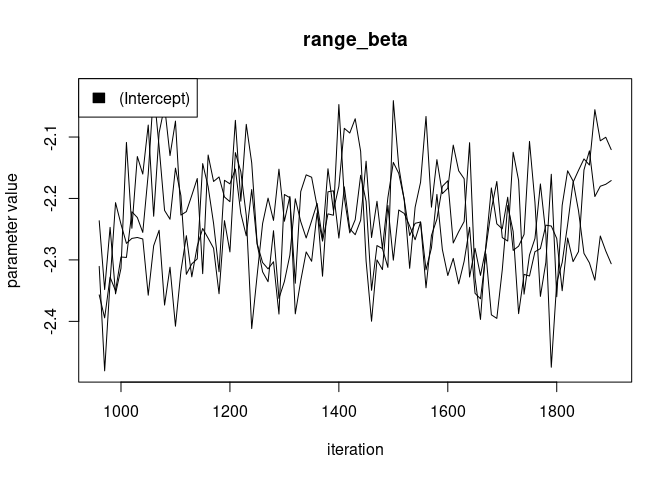 range_beta
(Intercept)
parameter value
-2.1
-2.2
-2.3
-2.4
1000 1200 1400 1600 1800
iteration